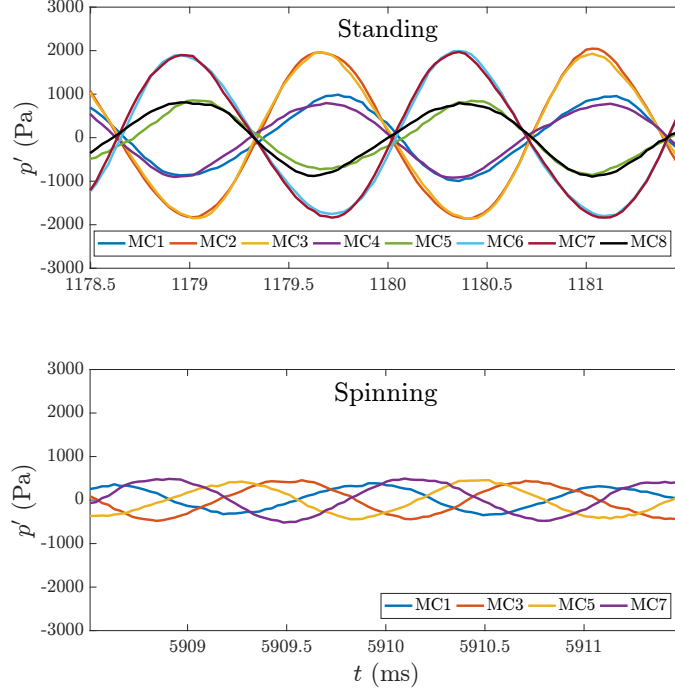 Standing
p′ (Pa)
3000
2000
1000
0
-1000
-2000
-3000
MC1 MC2 MC3 MC4 MC5 MC6 MC7 MC8
1178.5 1179 1179.5 1180 1180.5 1181
Spinning
p′ (Pa)
3000
2000
1000
0
-1000
-2000
-3000
MC1 MC3 MC5 MC7
5909 5909.5 5910 5910.5 5911
t (ms)